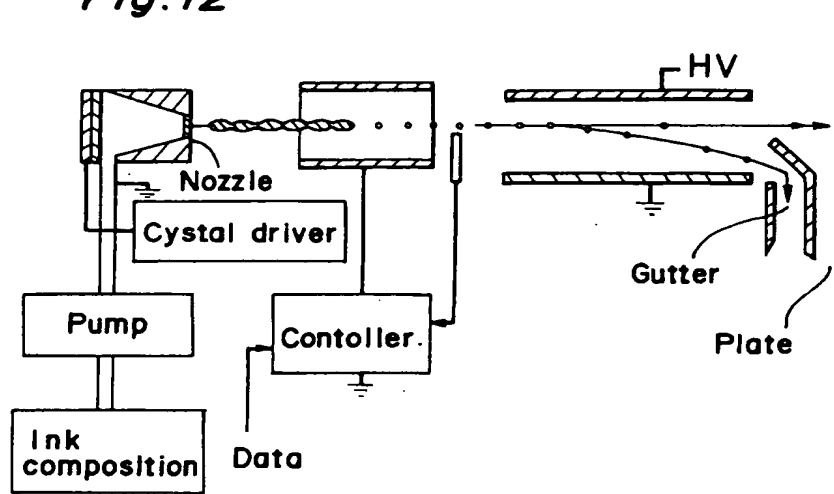 Fig.12
HV
Nozzle
Cystal driver
Gutter
Pump
Contoller.
Plate
Ink
composition
Data